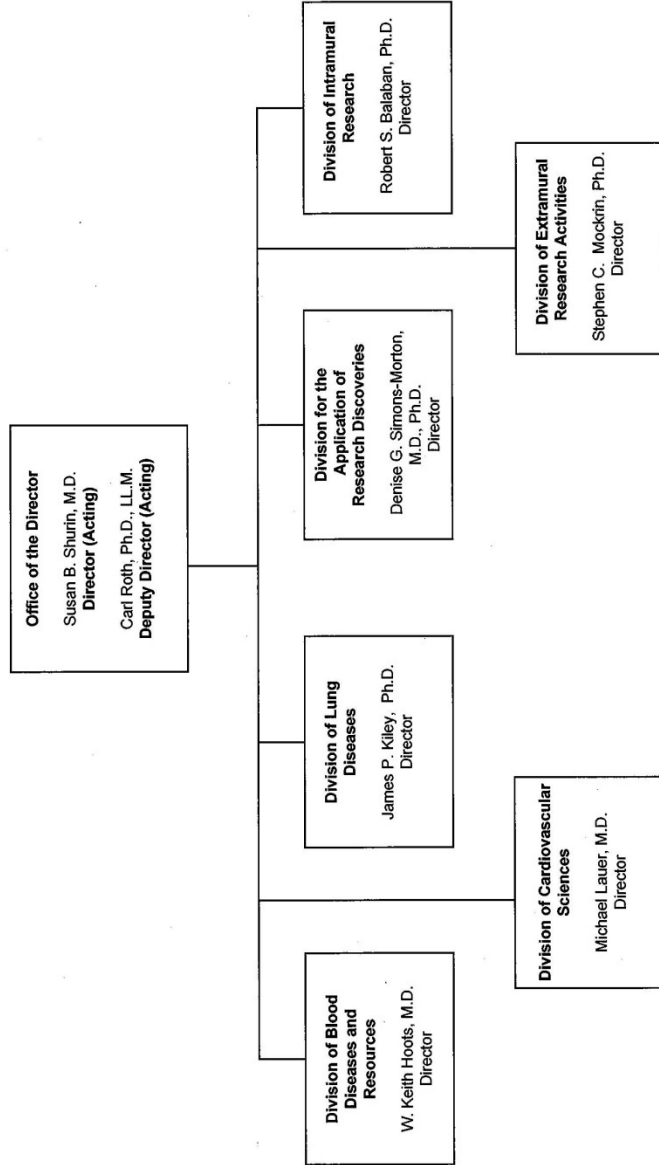 Office of the Director
Susan B. Shurin, M.D.
Director (Acting)
Carl Roth, Ph.D., LL.M.
Deputy Director (Acting)
Division of Blood
Diseases and
Resources
W. Keith Hoots, M.D.
Director
Division of Lung
Diseases
James P. Kiley, Ph.D.
Director
Division for the
Application of
Research Discoveries
Denise G. Simons-Morton,
M.D., Ph.D.
Director
Division of Intramural
Research
Robert S. Balaban, Ph.D.
Director
Division of Cardiovascular
Sciences
Michael Lauer, M.D.
Director
Division of Extramural
Research Activities
Stephen C. Mockrin, Ph.D.
Director